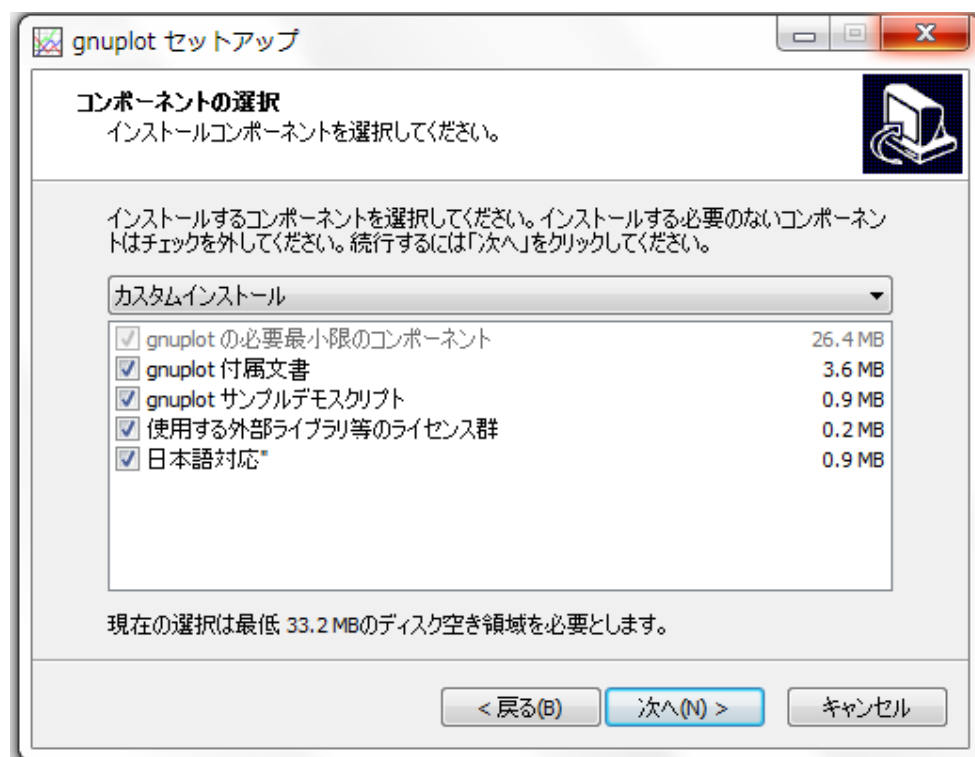 gnuplot セットアップ
コンポーネントの選択
インストールコンポーネントを選択してください。
インストールするコンポーネントを選択してください。インストールする必要のないコンポーネン
トはチェックを外してください。続行するには「次へ」をクリックしてください。
カスタムインストール
gnuplot の必要最小限のコンポーネント 26.4 MB
gnuplot 付属文書 3.6 MB
gnuplot サンプルデモスクリプト 0.9 MB
使用する外部ライブラリ等のライセンス群 0.2 MB
日本語対応" 0.9 MB
現在の選択は最低 33.2 MBのディスク空き領域を必要とします。
< 戻る(B) 次へ(N) > キャンセル